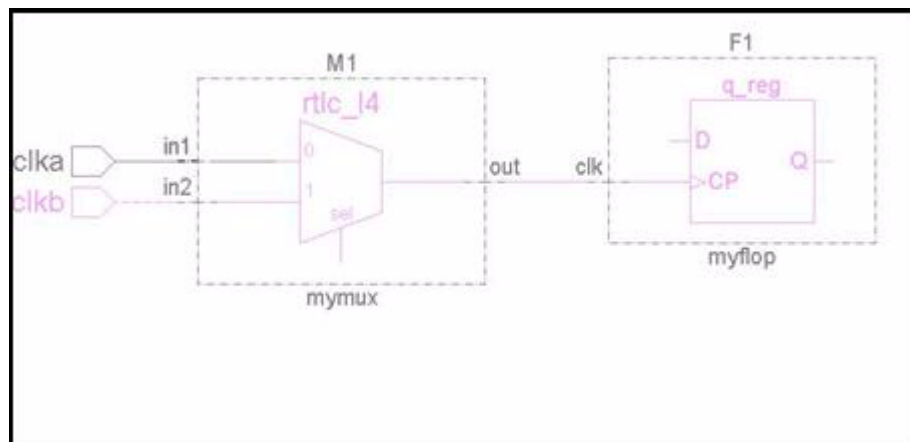 M1
F1
rtlc_I4
q_reg
clka
in1
0
D
Q
out
clk
CP
clkb
in2
1
sel
mymux
myflop